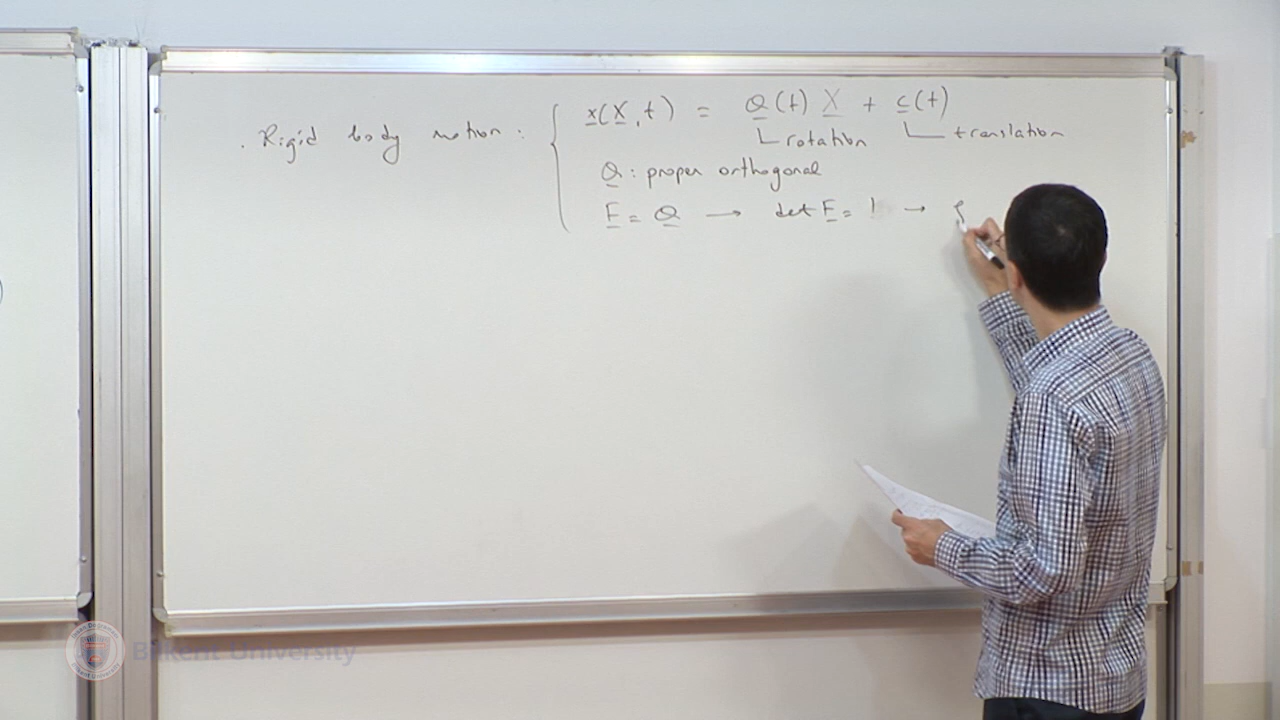 . Rigid body motion : { x(X,t) = Q(t) X + c(t)
rotation translation
Q : proper orthogonal
F = Q → det F = 1 → ρ
Bilkent University